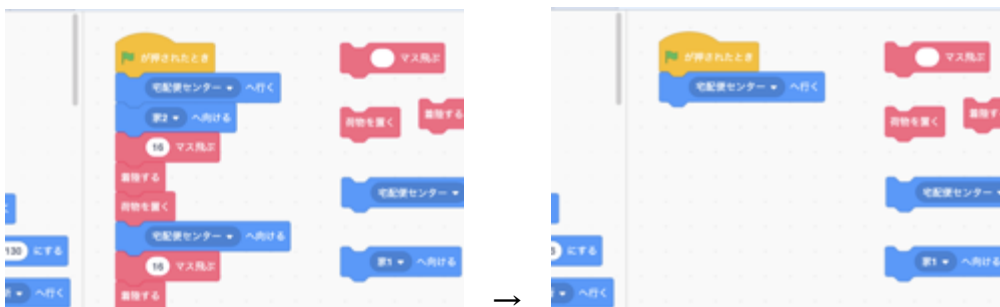 が押されたとき
宅配便センター へ行く
家2 へ向ける
16 マス飛ぶ
着陸する
荷物を置く
宅配便センター へ向ける
16 マス飛ぶ
着陸する
マス飛ぶ
荷物を置く
着陸する
宅配便センター
家1 へ向ける
130 にする
へ行く
→
が押されたとき
宅配便センター へ行く
マス飛ぶ
荷物を置く
着陸す
宅配便センター
家1 へ向ける
にする
へ行く